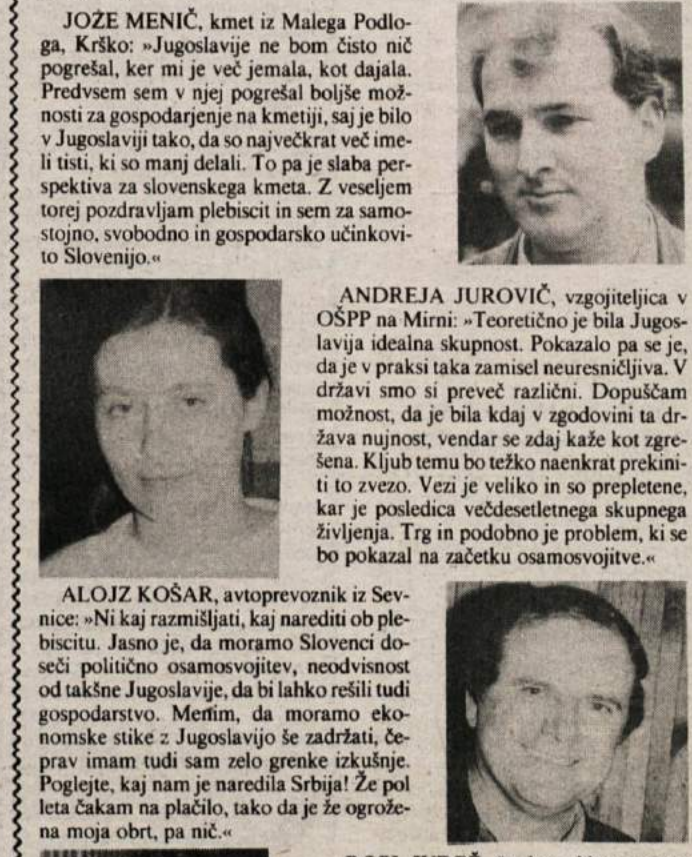 JOŽE MENIČ, kmet iz Malega Podlo-
ga, Krško: »Jugoslavije ne bom čisto nič
pogrešal, ker mi je več jemala, kot dajala.
Predvsem sem v njej pogrešal boljše mož-
nosti za gospodarjenje na kmetiji, saj je bilo
v Jugoslaviji tako, da so največkrat več ime-
li tisti, ki so manj delali. To pa je slaba per-
spektiva za slovenskega kmeta. Z veseljem
torej pozdravljam plebiscit in sem za samo-
stojno, svobodno in gospodarsko učinkovi-
to Slovenijo.«
ANDREJA JUROVIČ, vzgojiteljica v
OŠPP na Mirni: »Teoretično je bila Jugos-
lavija idealna skupnost. Pokazalo pa se je,
da je v praksi taka zamisel neuresničljiva. V
državi smo si preveč različni. Dopuščam
možnost, da je bila kdaj v zgodovini ta dr-
žava nujnost, vendar se zdaj kaže kot zgre-
šena. Kljub temu bo težko naenkrat prekini-
ti to zvezo. Vezi je veliko in so prepletene,
kar je posledica večdesetletnega skupnega
življenja. Trg in podobno je problem, ki se
bo pokazal na začetku osamosvojitve.«
ALOJZ KOŠAR, avtoprevoznik iz Sev-
nice: »Ni kaj razmišljati, kaj narediti ob ple-
biscitu. Jasno je, da moramo Slovenci do-
seči politično osamosvojitev, neodvisnost
od takšne Jugoslavije, da bi lahko rešili tudi
gospodarstvo. Menim, da moramo eko-
nomske stike z Jugoslavijo še zadržati, če-
prav imam tudi sam zelo grenke izkušnje.
Poglejte, kaj nam je naredila Srbija! Že pol
leta čakam na plačilo, tako da je že ogrože-
na moja obrt, pa nič.«